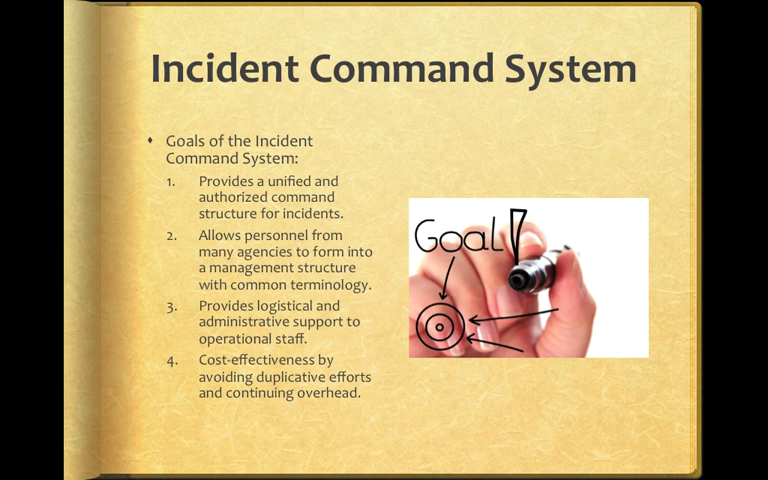 Incident Command System
♦ Goals of the Incident
Command System:
1. Provides a unified and
authorized command
structure for incidents.
2. Allows personnel from
many agencies to form into
a management structure
with common terminology.
3. Provides logistical and
administrative support to
operational staff.
4. Cost-effectiveness by
avoiding duplicative efforts
and continuing overhead.
Goal!